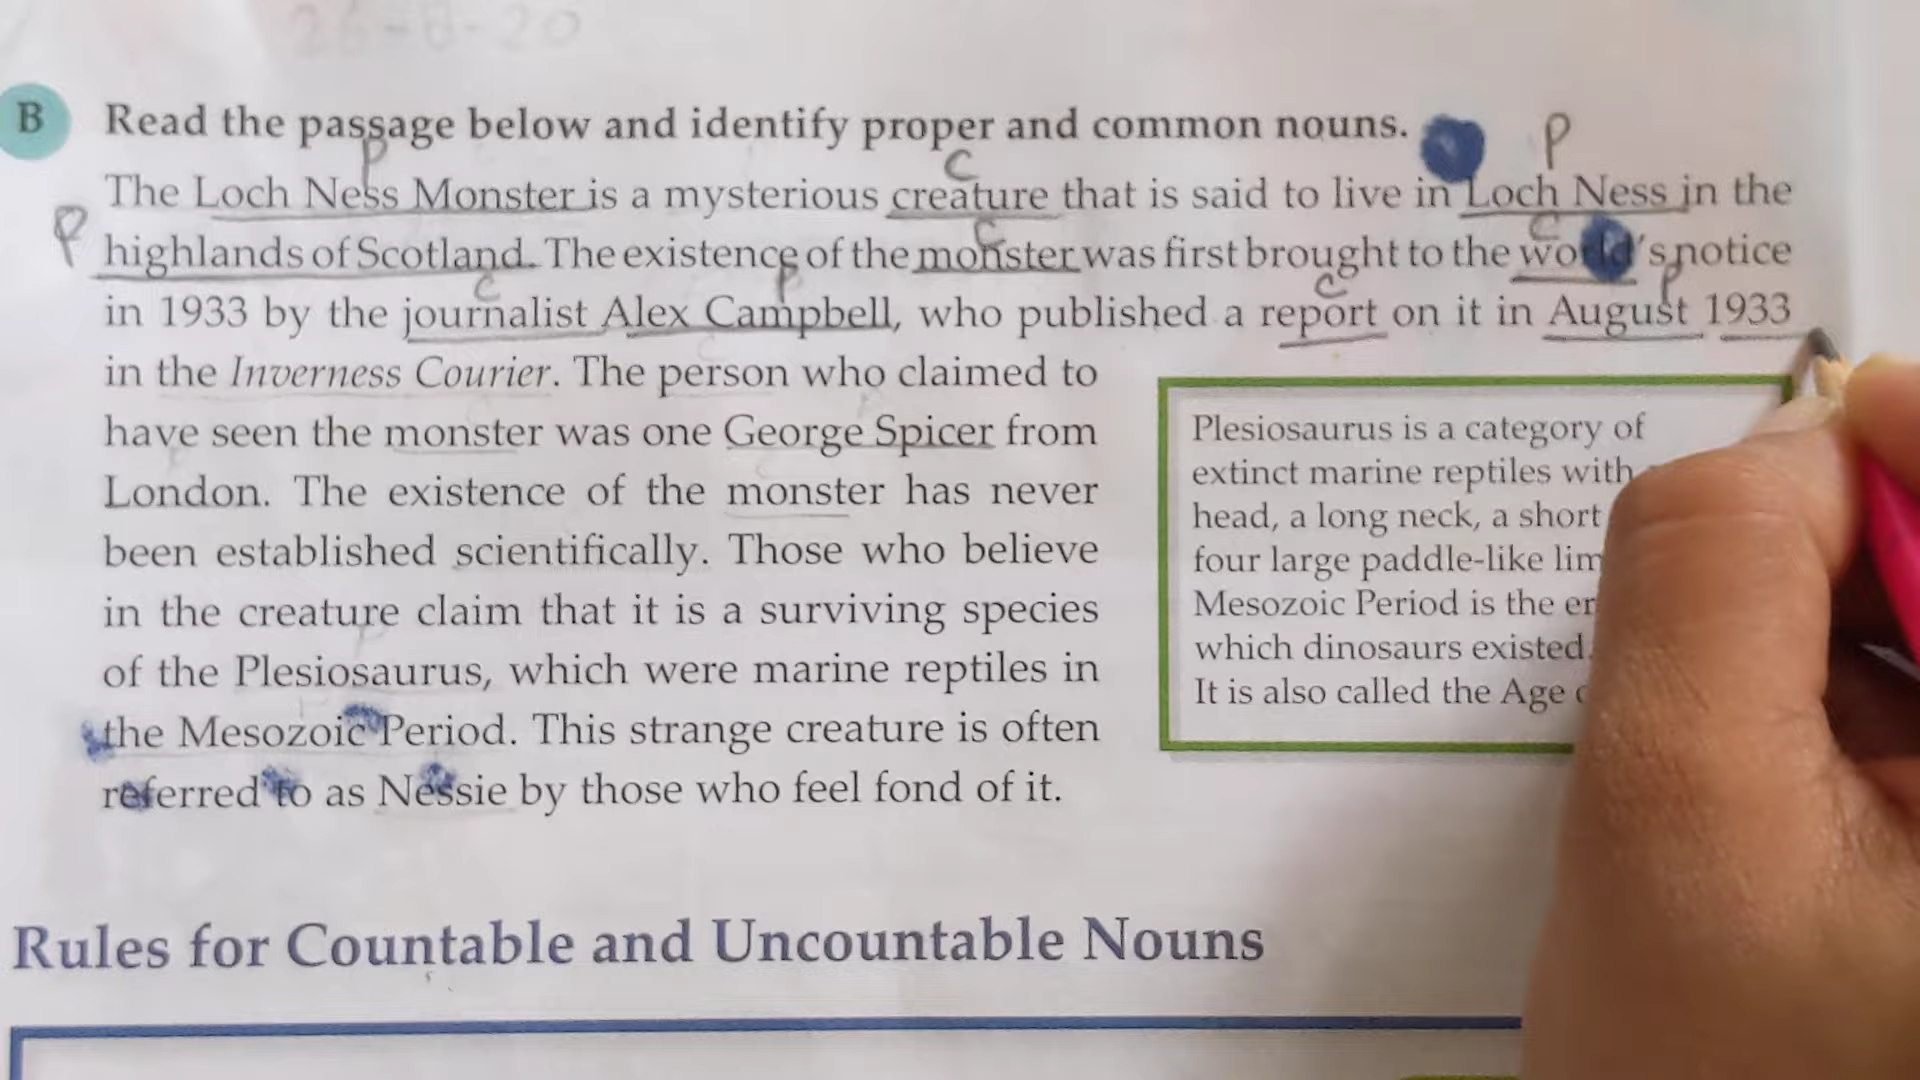 26-8-20
B Read the passage below and identify proper and common nouns.
P C P
The Loch Ness Monster is a mysterious creature that is said to live in Loch Ness in the
P C C
highlands of Scotland. The existence of the monster was first brought to the world's notice
C P C P
in 1933 by the journalist Alex Campbell, who published a report on it in August 1933
in the Inverness Courier. The person who claimed to
have seen the monster was one George Spicer from
London. The existence of the monster has never
been established scientifically. Those who believe
in the creature claim that it is a surviving species
of the Plesiosaurus, which were marine reptiles in
the Mesozoic Period. This strange creature is often
referred to as Nessie by those who feel fond of it.
Plesiosaurus is a category of
extinct marine reptiles with
head, a long neck, a short
four large paddle-like
Mesozoic Period is the
which dinosaurs existed.
It is also called the Age
Rules for Countable and Uncountable Nouns